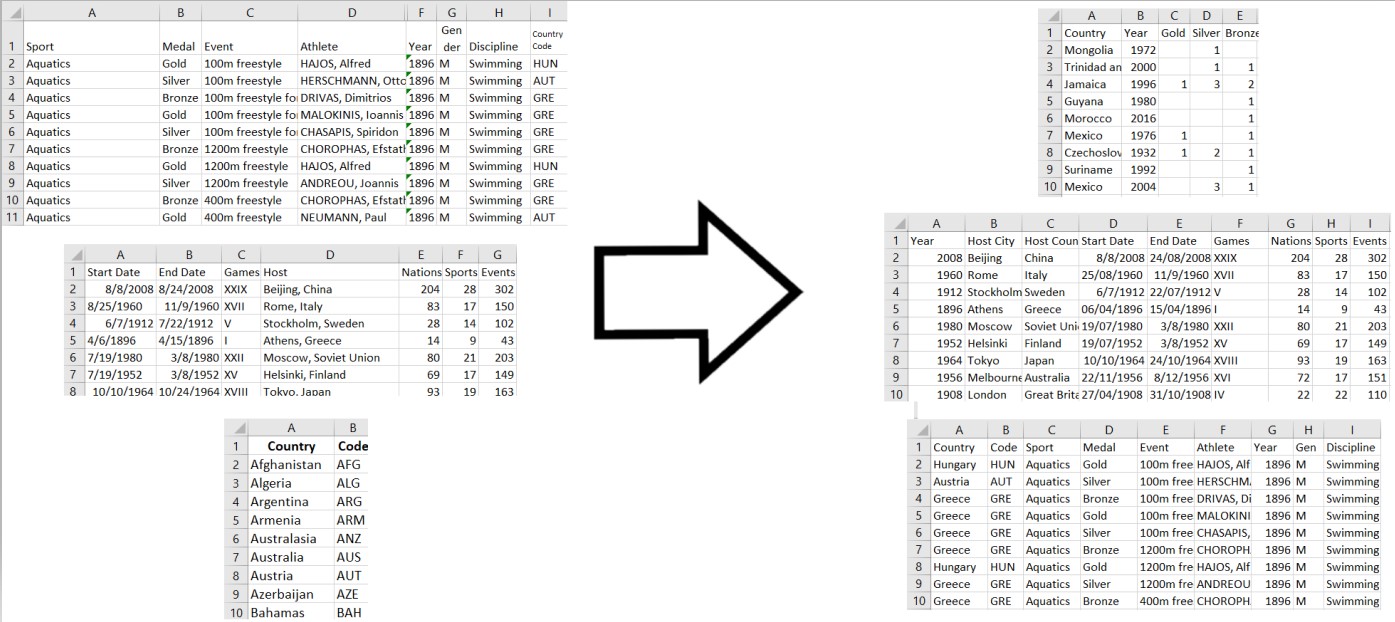 A B C D F G H I
1 Sport Medal Event Athlete Year Gen der Discipline Country Code
2 Aquatics Gold 100m freestyle HAJOS, Alfred 1896 M Swimming HUN
3 Aquatics Silver 100m freestyle HERSCHMANN, Otto 1896 M Swimming AUT
4 Aquatics Bronze 100m freestyle fo DRIVAS, Dimitrios 1896 M Swimming GRE
5 Aquatics Gold 100m freestyle fo MALOKINIS, Ioannis 1896 M Swimming GRE
6 Aquatics Silver 100m freestyle fo CHASAPIS, Spiridon 1896 M Swimming GRE
7 Aquatics Bronze 1200m freestyle CHOROPHAS, Efstath 1896 M Swimming GRE
8 Aquatics Gold 1200m freestyle HAJOS, Alfred 1896 M Swimming HUN
9 Aquatics Silver 1200m freestyle ANDREOU, Joannis 1896 M Swimming GRE
10 Aquatics Bronze 400m freestyle CHOROPHAS, Efstath 1896 M Swimming GRE
11 Aquatics Gold 400m freestyle NEUMANN, Paul 1896 M Swimming AUT
A B C D E F G
1 Start Date End Date Games Host Nations Sports Events
2 8/8/2008 8/24/2008 XXIX Beijing, China 204 28 302
3 8/25/1960 11/9/1960 XVII Rome, Italy 83 17 150
4 6/7/1912 7/22/1912 V Stockholm, Sweden 28 14 102
5 4/6/1896 4/15/1896 I Athens, Greece 14 9 43
6 7/19/1980 3/8/1980 XXII Moscow, Soviet Union 80 21 203
7 7/19/1952 3/8/1952 XV Helsinki, Finland 69 17 149
8 10/10/1964 10/24/1964 XVIII Tokyo, Japan 93 19 163
A B
1 Country Code
2 Afghanistan AFG
3 Algeria ALG
4 Argentina ARG
5 Armenia ARM
6 Australasia ANZ
7 Australia AUS
8 Austria AUT
9 Azerbaijan AZE
10 Bahamas BAH
A B C D E
1 Country Year Gold Silver Bronze
2 Mongolia 1972 1
3 Trinidad an 2000 1 1
4 Jamaica 1996 1 3 2
5 Guyana 1980 1
6 Morocco 2016 1
7 Mexico 1976 1 1
8 Czechoslov 1932 1 2 1
9 Suriname 1992 1
10 Mexico 2004 3 1
A B C D E F G H I
1 Year Host City Host Coun Start Date End Date Games Nations Sports Events
2 2008 Beijing China 8/8/2008 24/08/2008 XXIX 204 28 302
3 1960 Rome Italy 25/08/1960 11/9/1960 XVII 83 17 150
4 1912 Stockholm Sweden 6/7/1912 22/07/1912 V 28 14 102
5 1896 Athens Greece 06/04/1896 15/04/1896 I 14 9 43
6 1980 Moscow Soviet Uni 19/07/1980 3/8/1980 XXII 80 21 203
7 1952 Helsinki Finland 19/07/1952 3/8/1952 XV 69 17 149
8 1964 Tokyo Japan 10/10/1964 24/10/1964 XVIII 93 19 163
9 1956 Melbourne Australia 22/11/1956 8/12/1956 XVI 72 17 151
10 1908 London Great Brita 27/04/1908 31/10/1908 IV 22 22 110
A B C D E F G H I
1 Country Code Sport Medal Event Athlete Year Gen Discipline
2 Hungary HUN Aquatics Gold 100m free HAJOS, Alf 1896 M Swimming
3 Austria AUT Aquatics Silver 100m free HERSCHM 1896 M Swimming
4 Greece GRE Aquatics Bronze 100m free DRIVAS, Di 1896 M Swimming
5 Greece GRE Aquatics Gold 100m free MALOKINI 1896 M Swimming
6 Greece GRE Aquatics Silver 100m free CHASAPIS, 1896 M Swimming
7 Greece GRE Aquatics Bronze 1200m fre CHOROPH 1896 M Swimming
8 Hungary HUN Aquatics Gold 1200m fre HAJOS, Alf 1896 M Swimming
9 Greece GRE Aquatics Silver 1200m fre ANDREOU 1896 M Swimming
10 Greece GRE Aquatics Bronze 400m free CHOROPH 1896 M Swimming